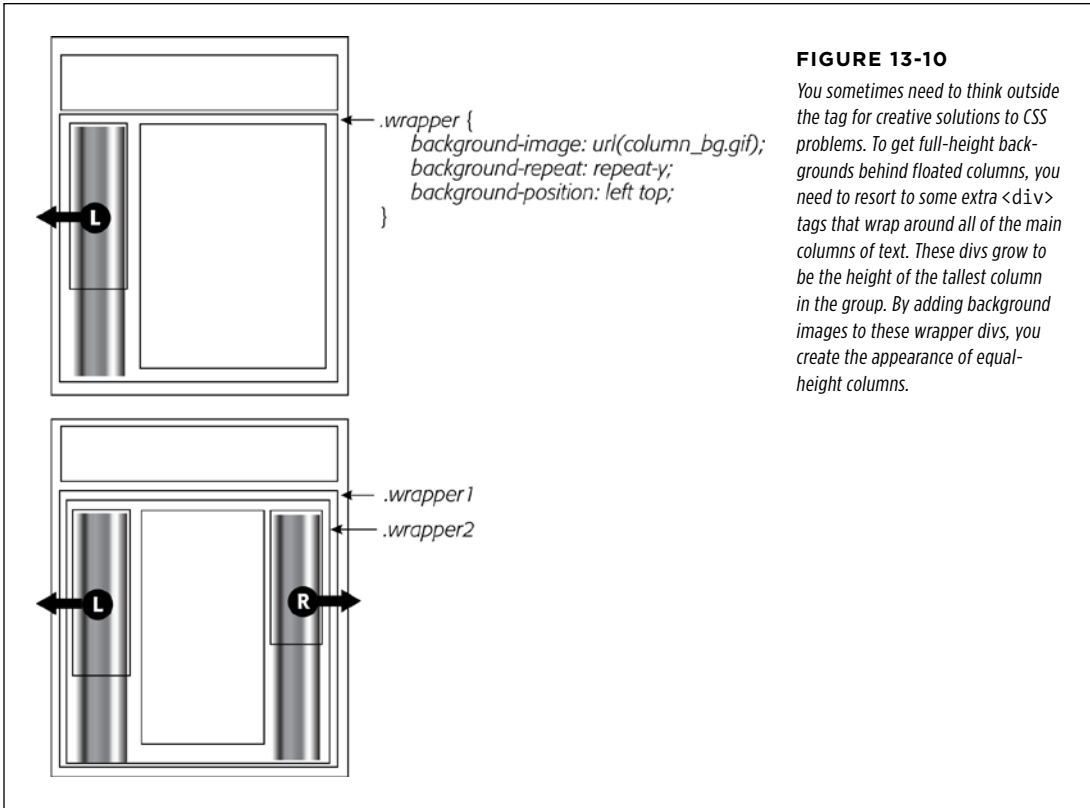 .wrapper {
background-image: url(column_bg.gif);
background-repeat: repeat-y;
background-position: left top;
}
L
.wrapper1
.wrapper2
L
R
FIGURE 13-10
You sometimes need to think outside
the tag for creative solutions to CSS
problems. To get full-height back-
grounds behind floated columns, you
need to resort to some extra <div>
tags that wrap around all of the main
columns of text. These divs grow to
be the height of the tallest column
in the group. By adding background
images to these wrapper divs, you
create the appearance of equal-
height columns.